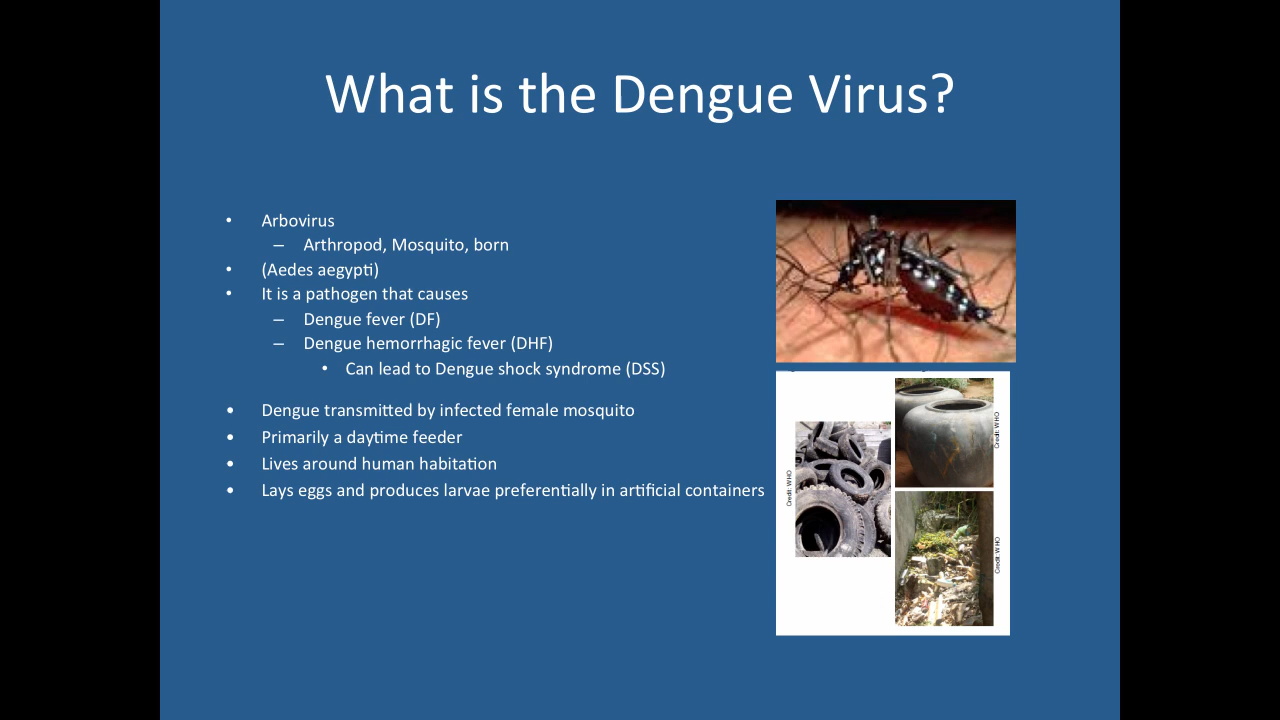 What is the Dengue Virus?
• Arbovirus
– Arthropod, Mosquito, born
• (Aedes aegypti)
• It is a pathogen that causes
– Dengue fever (DF)
– Dengue hemorrhagic fever (DHF)
• Can lead to Dengue shock syndrome (DSS)
• Dengue transmitted by infected female mosquito
• Primarily a daytime feeder
• Lives around human habitation
• Lays eggs and produces larvae preferentially in artificial containers
Credit: WHO
Credit: WHO
Credit: WHO